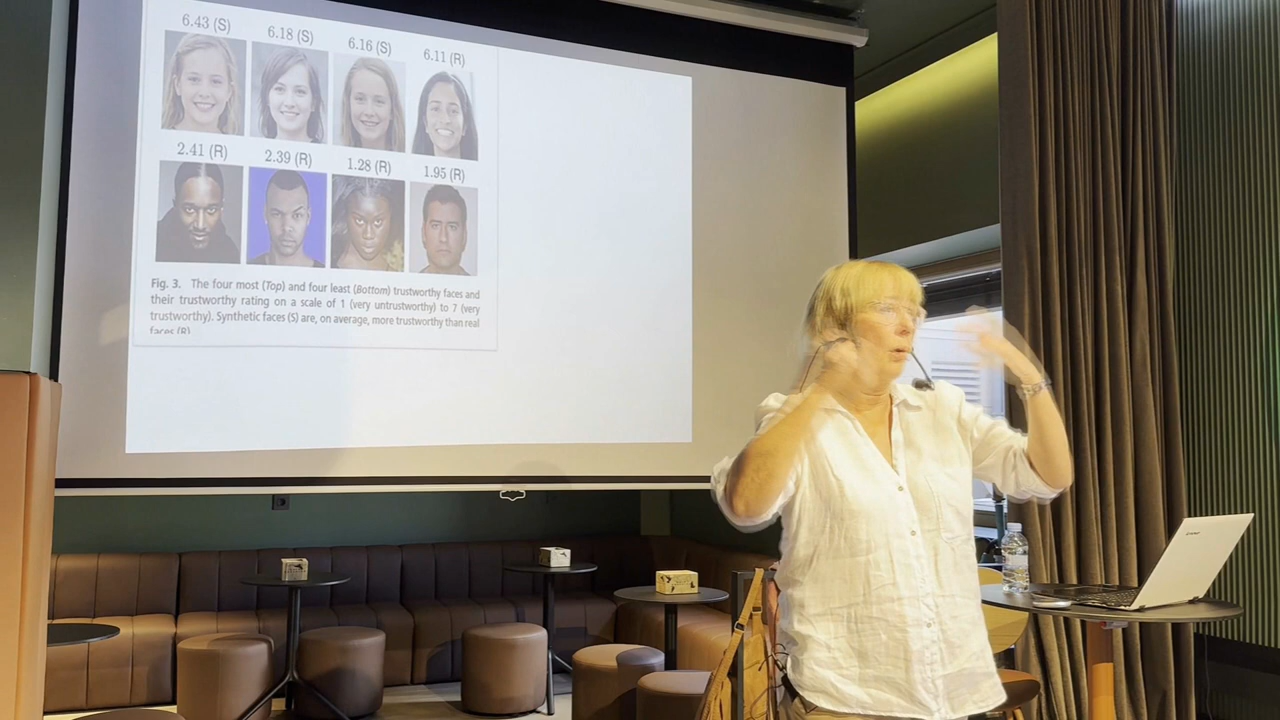 6.43 (S) 6.18 (S) 6.16 (S) 6.11 (R)
2.41 (R) 2.39 (R) 1.28 (R) 1.95 (R)
Fig. 3. The four most (Top) and four least (Bottom) trustworthy faces and
their trustworthy rating on a scale of 1 (very untrustworthy) to 7 (very
trustworthy). Synthetic faces (S) are, on average, more trustworthy than real
faces (R)